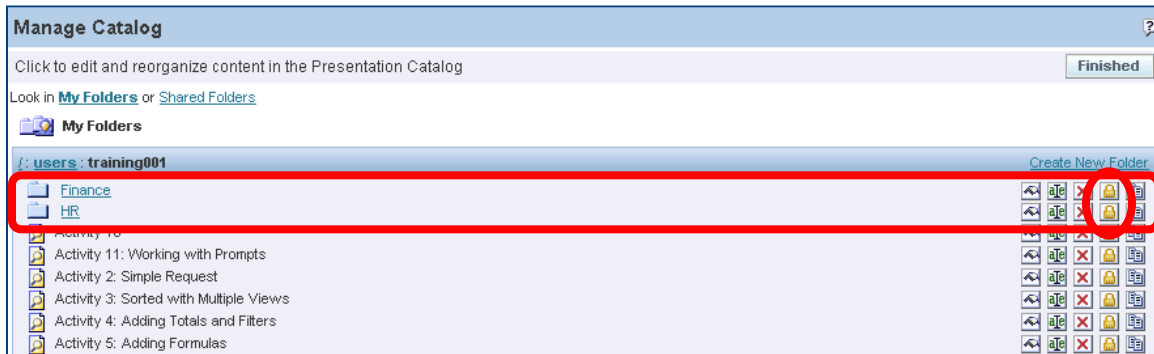 Manage Catalog
?
Click to edit and reorganize content in the Presentation Catalog Finished
Look in My Folders or Shared Folders
My Folders
/: users : training001 Create New Folder
Finance
HR
Activity 10
Activity 11: Working with Prompts
Activity 2: Simple Request
Activity 3: Sorted with Multiple Views
Activity 4: Adding Totals and Filters
Activity 5: Adding Formulas